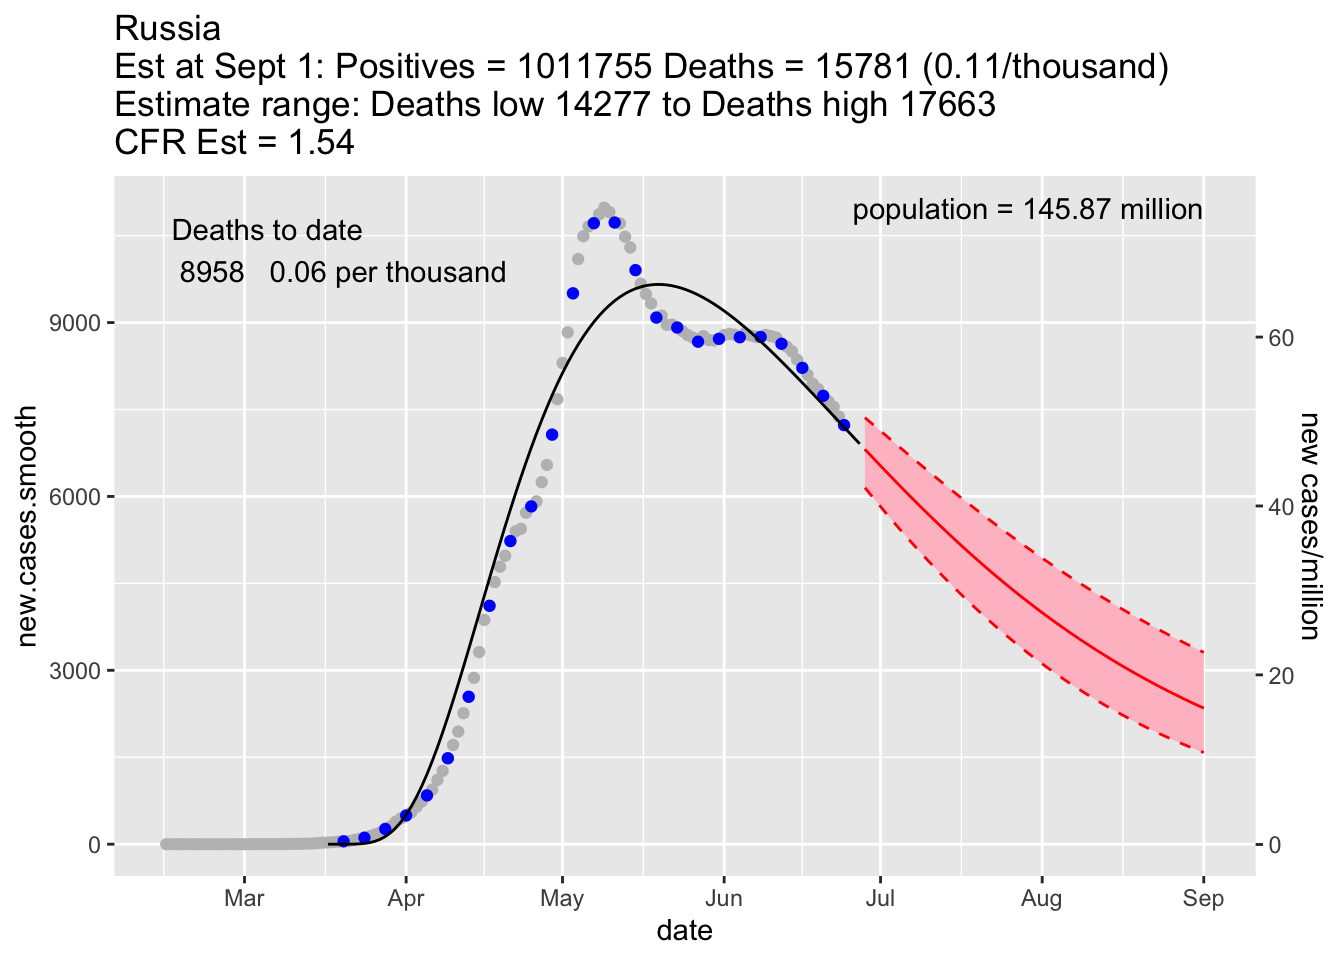 Russia
Est at Sept 1: Positives = 1011755 Deaths = 15781 (0.11/thousand)
Estimate range: Deaths low 14277 to Deaths high 17663
CFR Est = 1.54
population = 145.87 million
Deaths to date
8958   0.06 per thousand
9000
6000
3000
0
new.cases.smooth
60
40
20
0
new cases/million
Mar Apr May Jun Jul Aug Sep
date